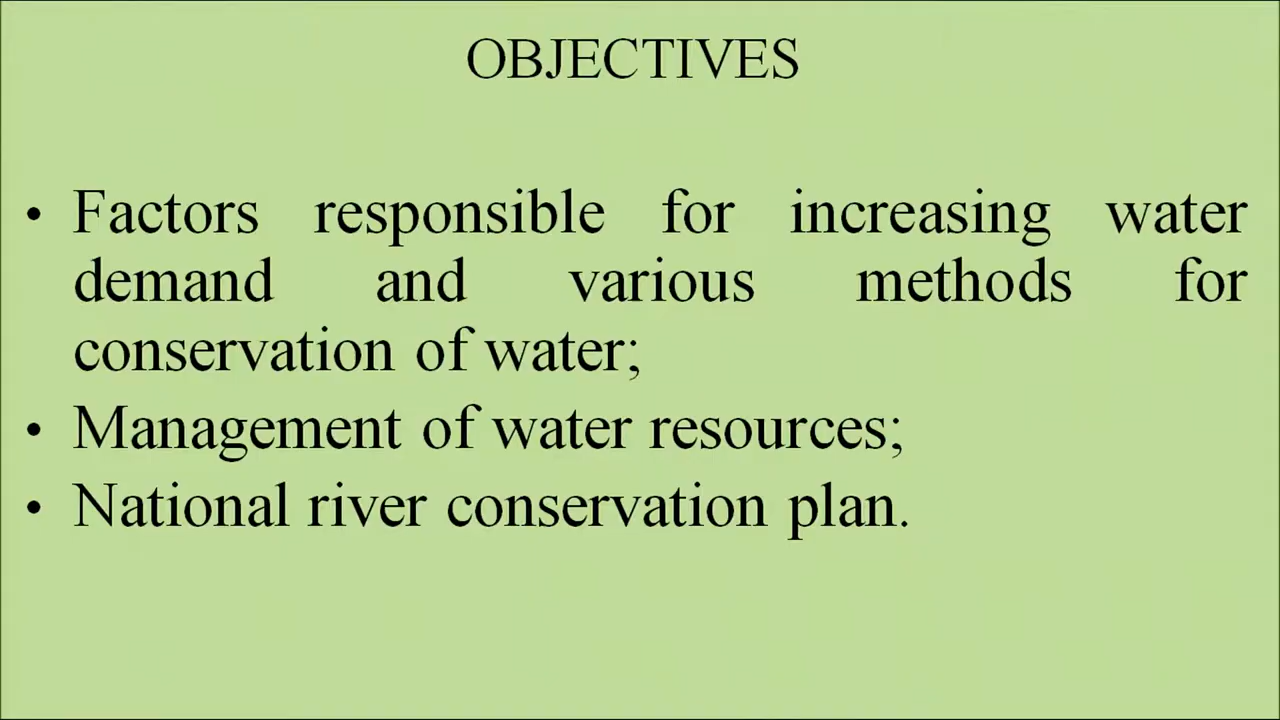 OBJECTIVES
• Factors responsible for increasing water
demand and various methods for
conservation of water;
• Management of water resources;
• National river conservation plan.